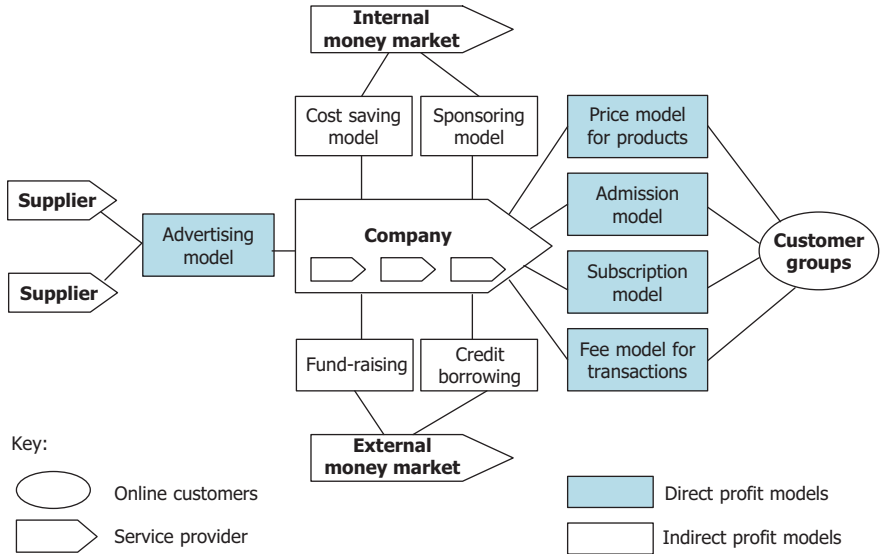 Internal
money market
Cost saving
model
Sponsoring
model
Price model
for products
Supplier
Admission
model
Advertising
model
Company
Customer
groups
Supplier
Subscription
model
Fund-raising
Credit
borrowing
Fee model for
transactions
External
money market
Key:
Online customers
Direct profit models
Service provider
Indirect profit models